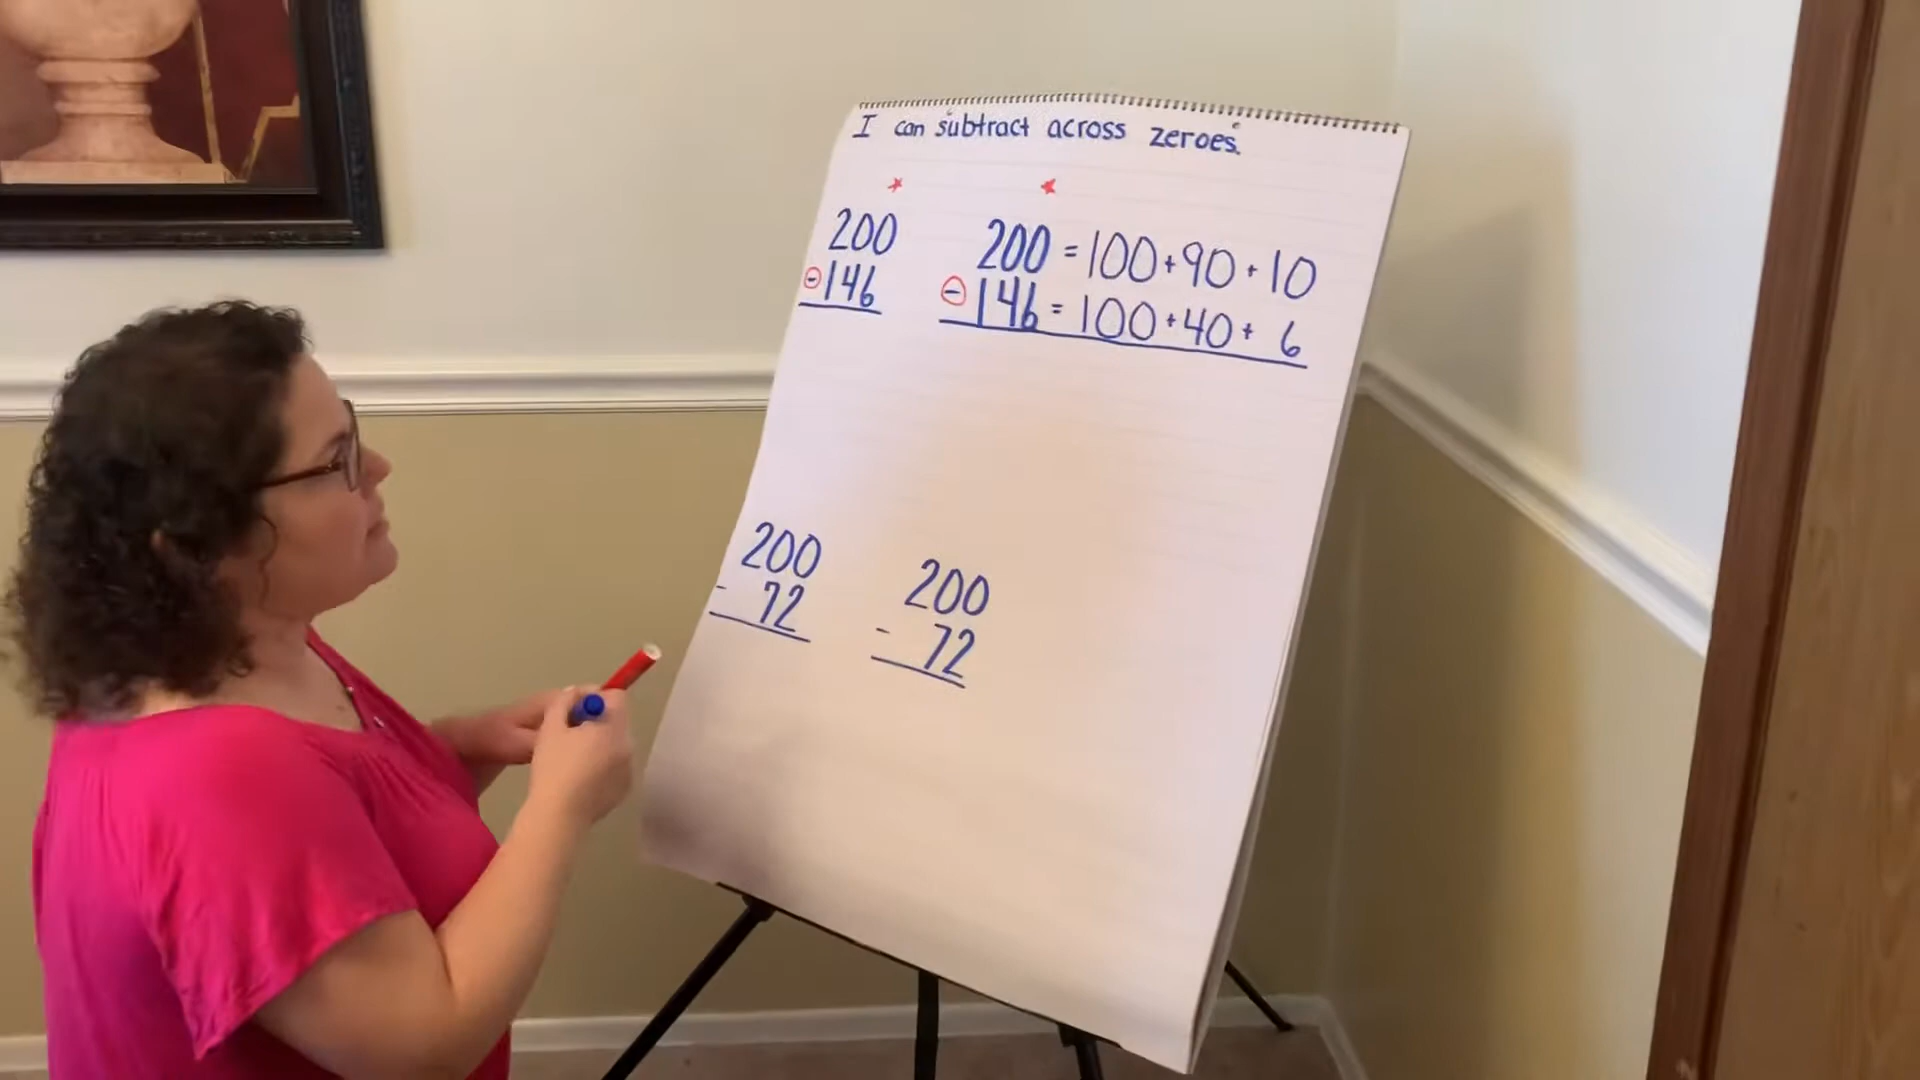 I can subtract across zeroes.
200
-146
200 = 100 + 90 + 10
-146 = 100 + 40 + 6
200
- 72
200
- 72